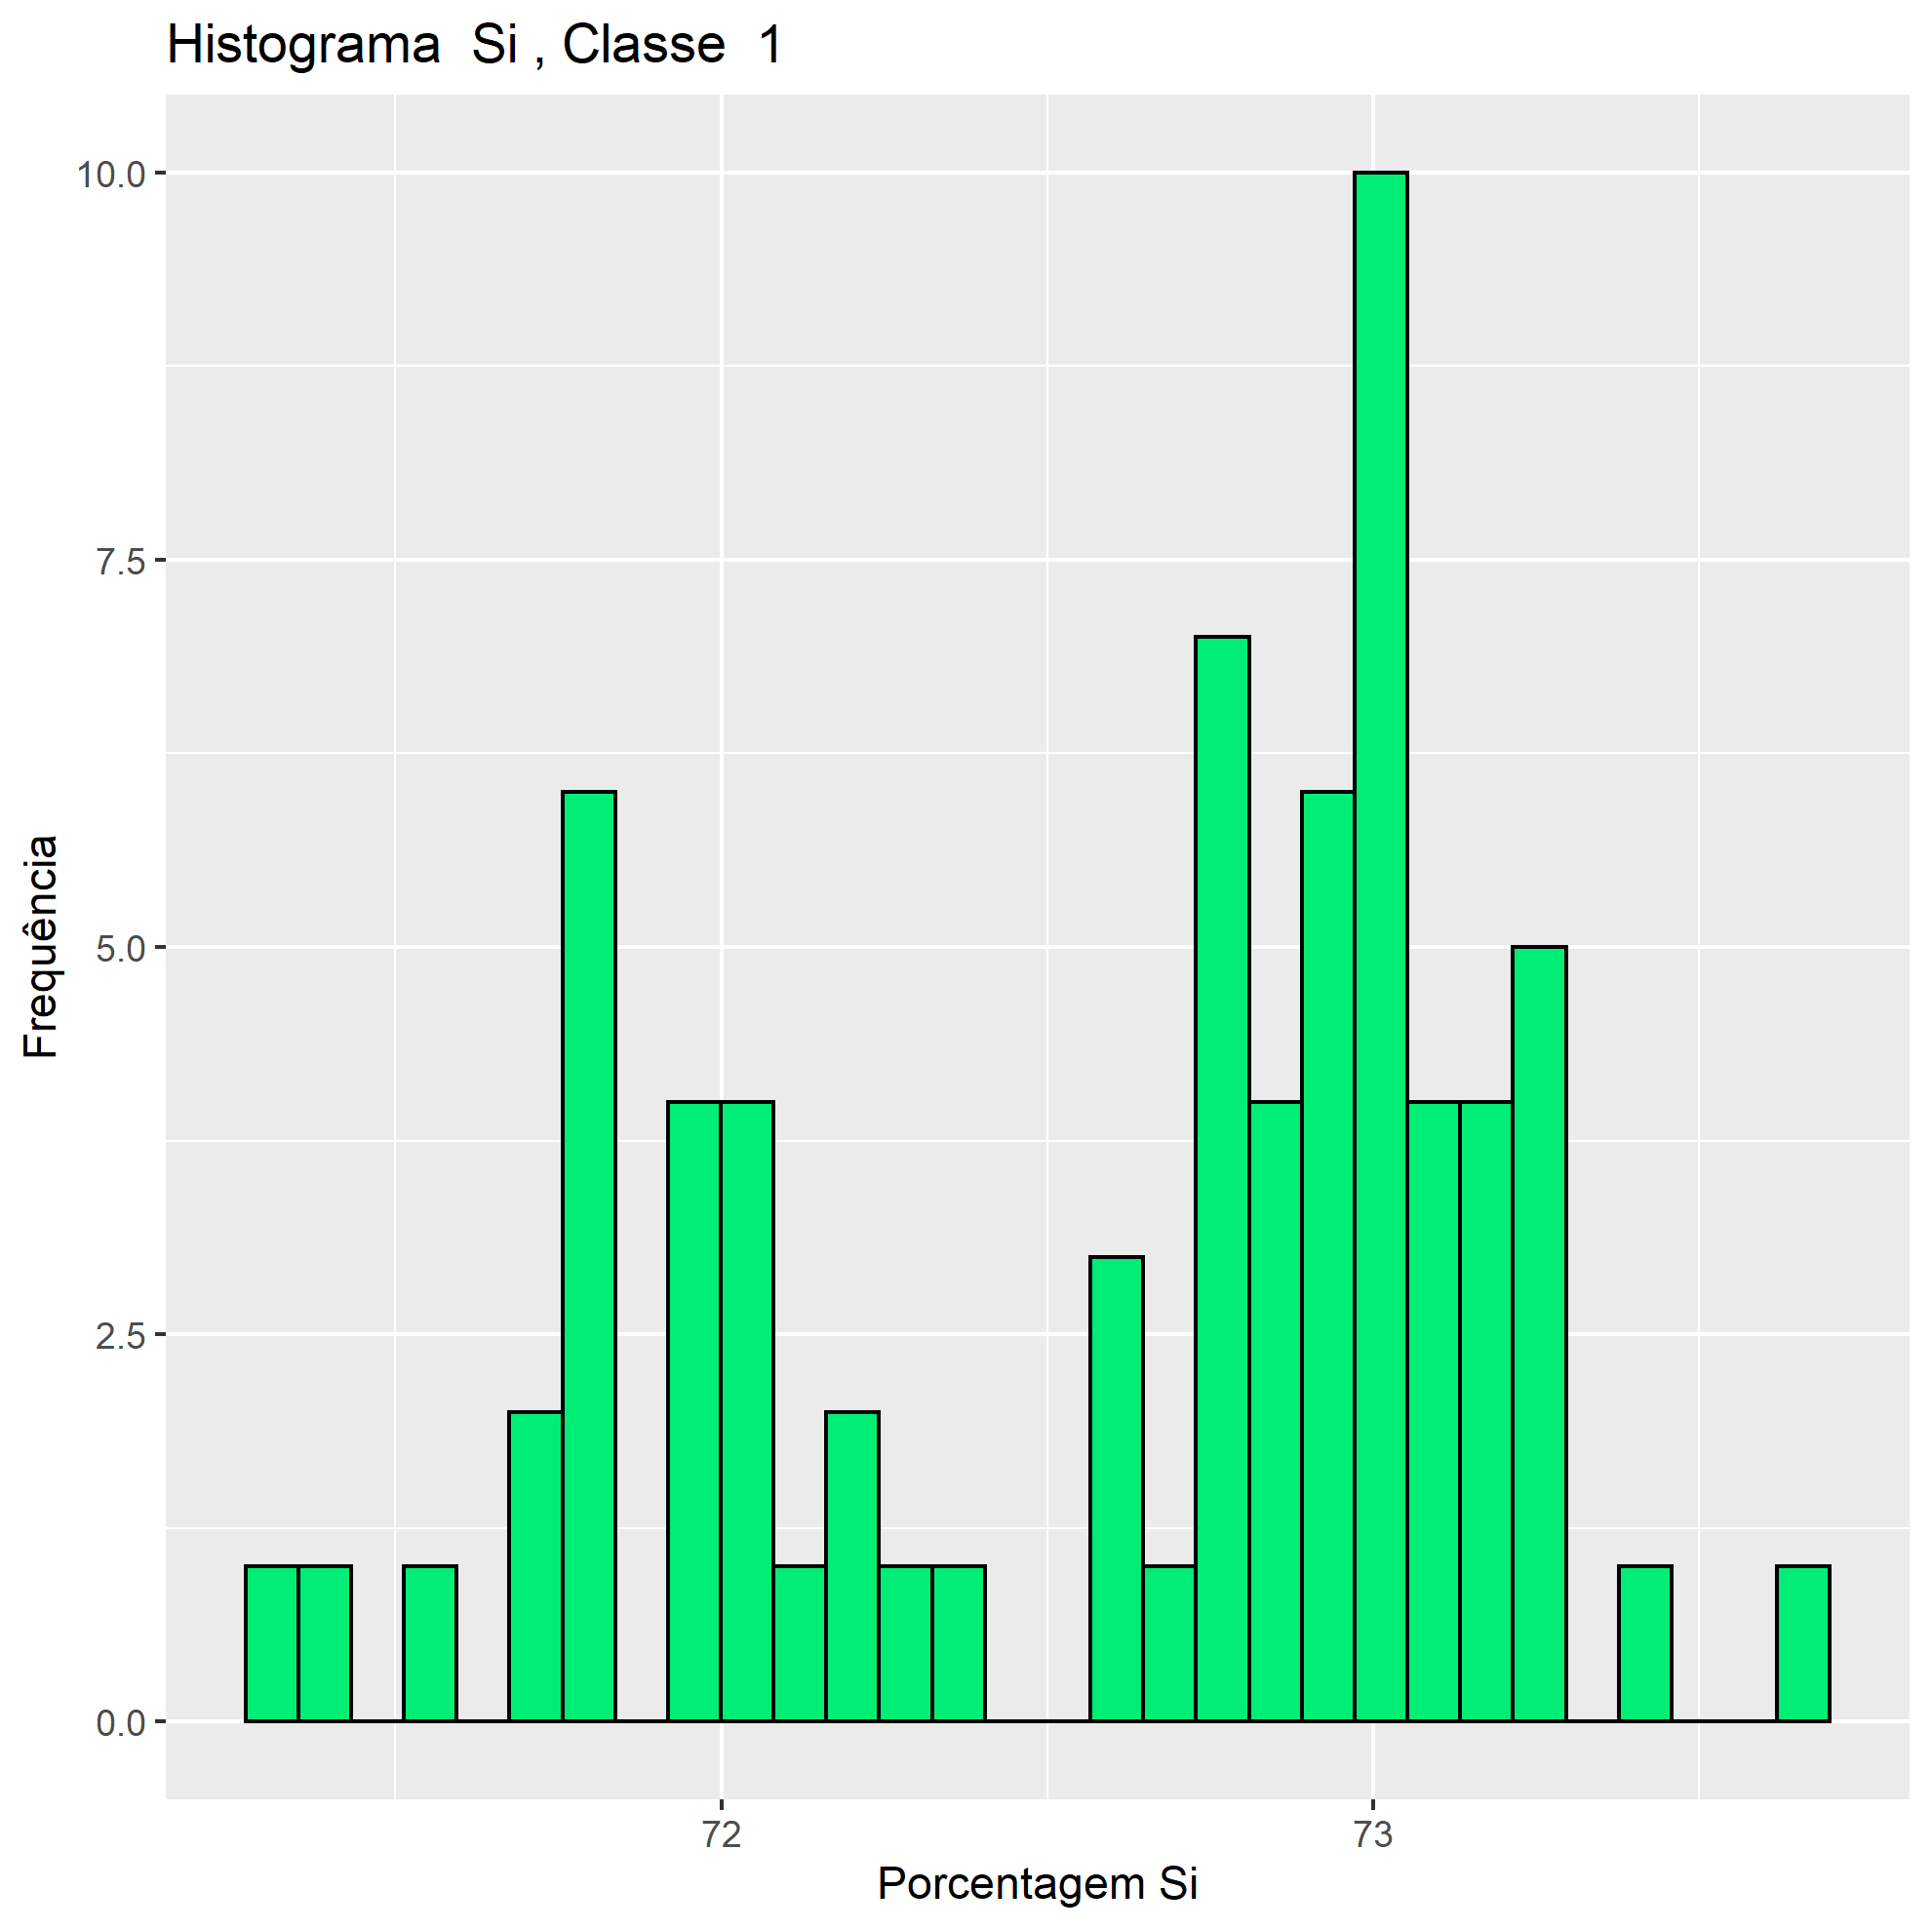 Histograma  Si , Classe  1
10.0
7.5
5.0
2.5
0.0
Frequência
72 73
Porcentagem Si